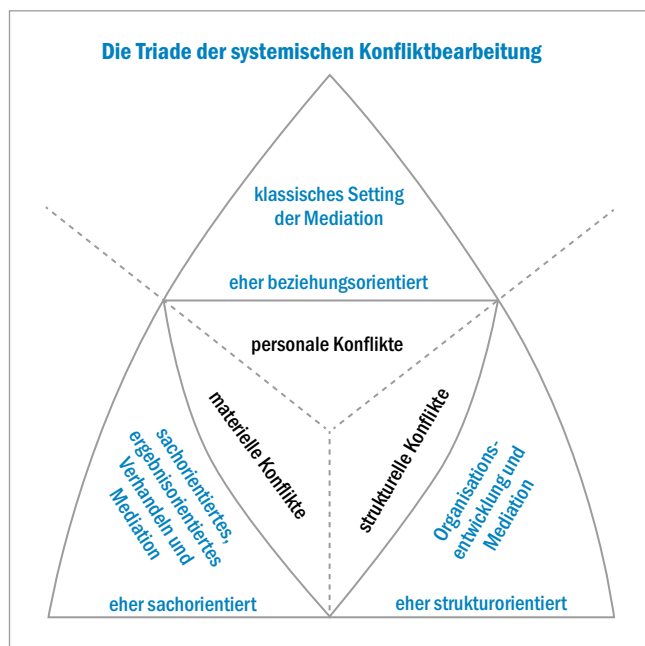 Die Triade der systemischen Konfliktbearbeitung
klassisches Setting
der Mediation
eher beziehungsorientiert
personale Konflikte
materielle Konflikte
strukturelle Konflikte
sachorientiertes,
ergebnisorientiertes
Verhandeln und
Mediation
Organisations-
entwicklung und
Mediation
eher sachorientiert
eher strukturorientiert